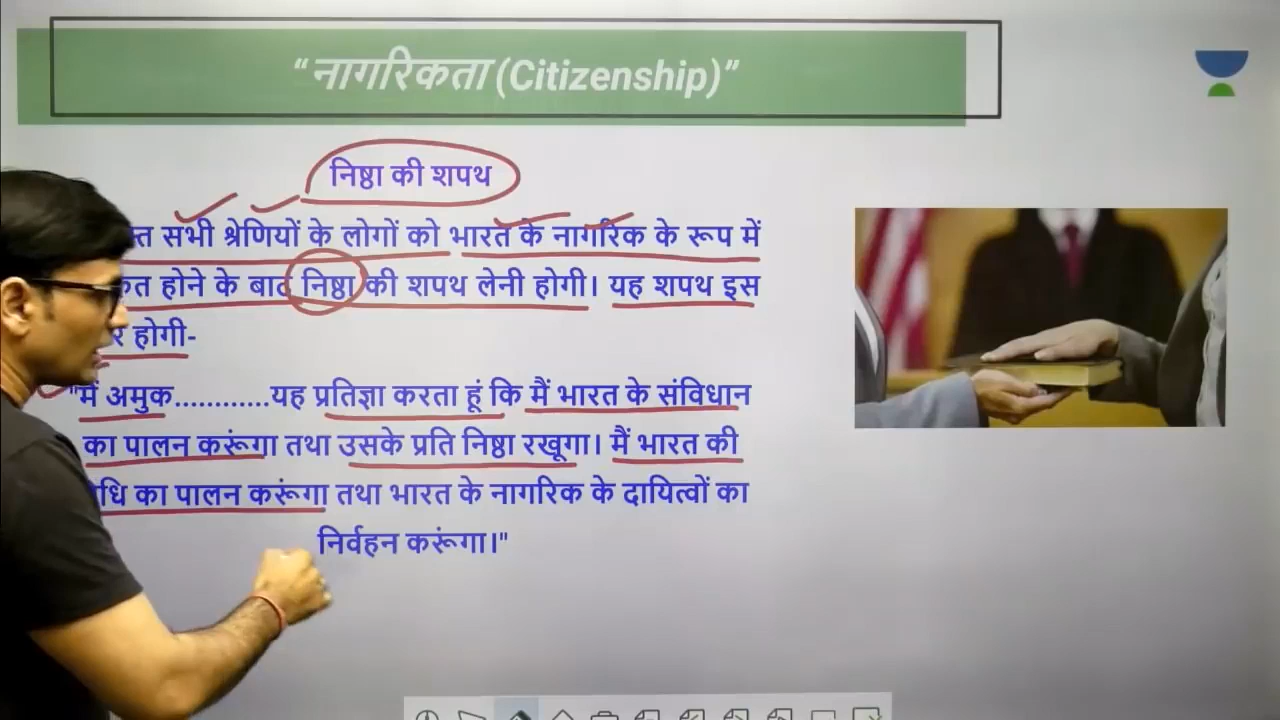 "नागरिकता (Citizenship)”
निष्ठा की शपथ
सभी श्रेणियों के लोगों को भारत के नागरिक के रूप में
होने के बाद निष्ठा की शपथ लेनी होगी। यह शपथ इस
होगी-
"मैं अमुक............यह प्रतिज्ञा करता हूं कि मैं भारत के संविधान
का पालन करूंगा तथा उसके प्रति निष्ठा रखूगा। मैं भारत की
का पालन करूंगा तथा भारत के नागरिक के दायित्वों का
निर्वहन करूंगा।"